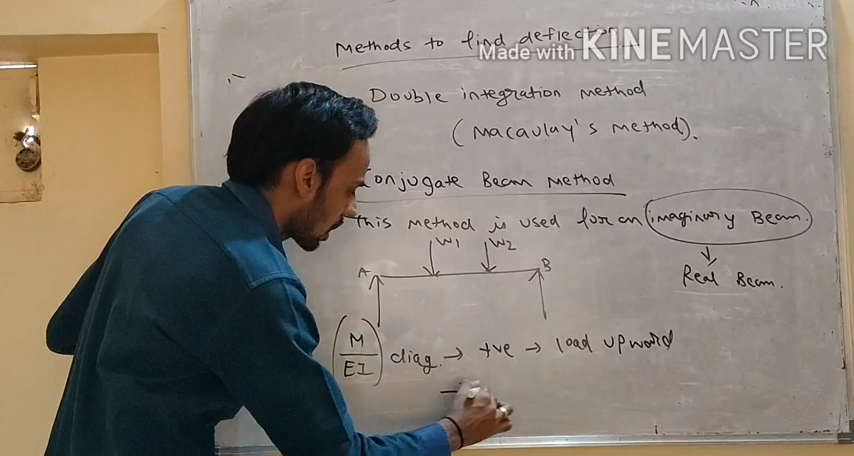 Methods to find deflection
Made with KINEMASTER
Double integration method
(Macaulay's method).
Conjugate Beam Method
This method is used for an imaginary Beam.
W1 W2
A B
Real Beam.
(M/EI) diag. → +ve → load upward